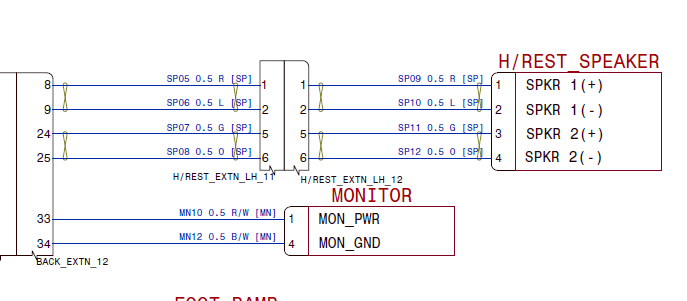 H/REST_SPEAKER
8 SP05 0.5 R [SP] 1 1 SP09 0.5 R [SP] 1 SPKR 1(+)
9 SP06 0.5 L [SP] 2 2 SP10 0.5 L [SP] 2 SPKR 1(-)
24 SP07 0.5 G [SP] 5 5 SP11 0.5 G [SP] 3 SPKR 2(+)
25 SP08 0.5 O [SP] 6 6 SP12 0.5 O [SP] 4 SPKR 2(-)
H/REST_EXTN_LH_11 H/REST_EXTN_LH_12
MONITOR
33 MN10 0.5 R/W [MN] 1 MON_PWR
34 MN12 0.5 B/W [MN] 4 MON_GND
BACK_EXTN_12